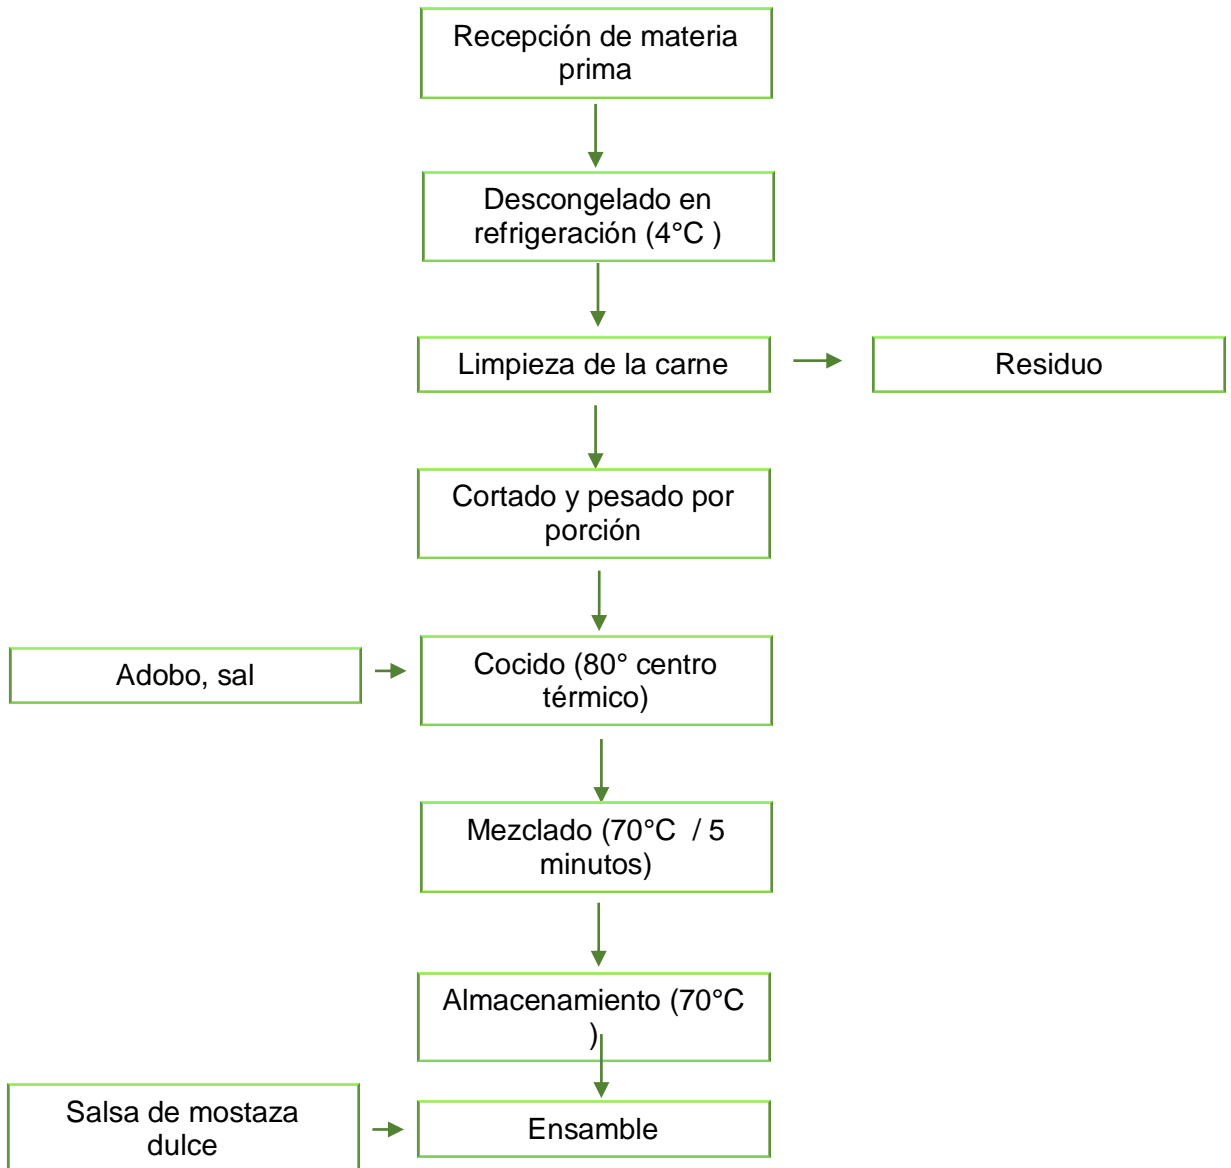 Recepción de materia
prima
Descongelado en
refrigeración (4°C )
Limpieza de la carne
Residuo
Cortado y pesado por
porción
Adobo, sal
Cocido (80° centro
térmico)
Mezclado (70°C  / 5
minutos)
Almacenamiento (70°C
)
Salsa de mostaza
dulce
Ensamble